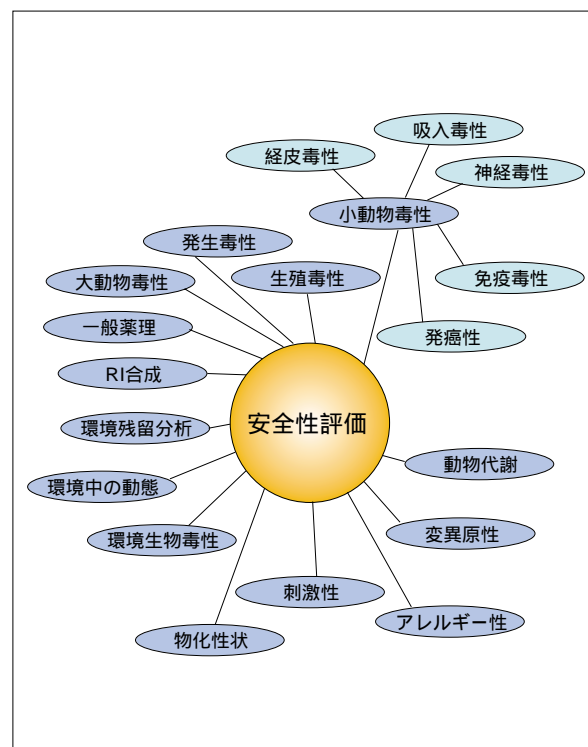 吸入毒性
経皮毒性
神経毒性
小動物毒性
発生毒性
生殖毒性
大動物毒性
免疫毒性
一般薬理
発癌性
RI合成
安全性評価
環境残留分析
動物代謝
環境中の動態
変異原性
環境生物毒性
刺激性
アレルギー性
物化性状